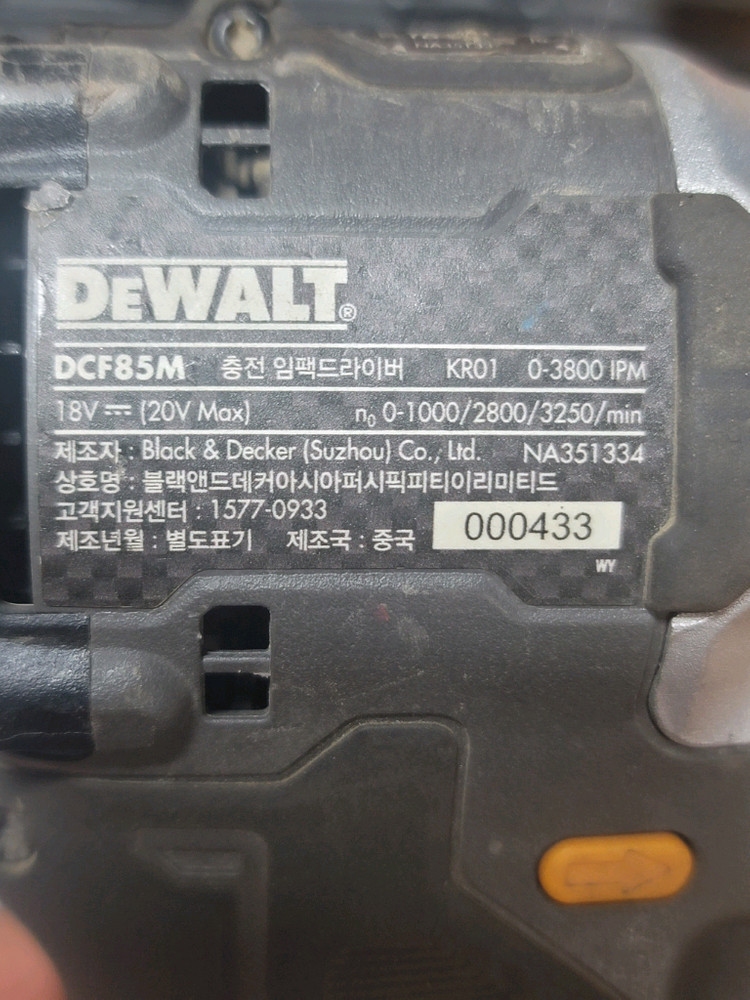 DEWALT®
DCF85M 충전 임팩드라이버 KR01 0-3800 IPM
18V ⎓ (20V Max) n₀ 0-1000/2800/3250/min
제조자 : Black & Decker (Suzhou) Co., Ltd. NA351334
상호명 : 블랙앤드데커아시아퍼시픽피티이리미티드
고객지원센터 : 1577-0933
제조년월 : 별도표기 제조국 : 중국 000433
WY